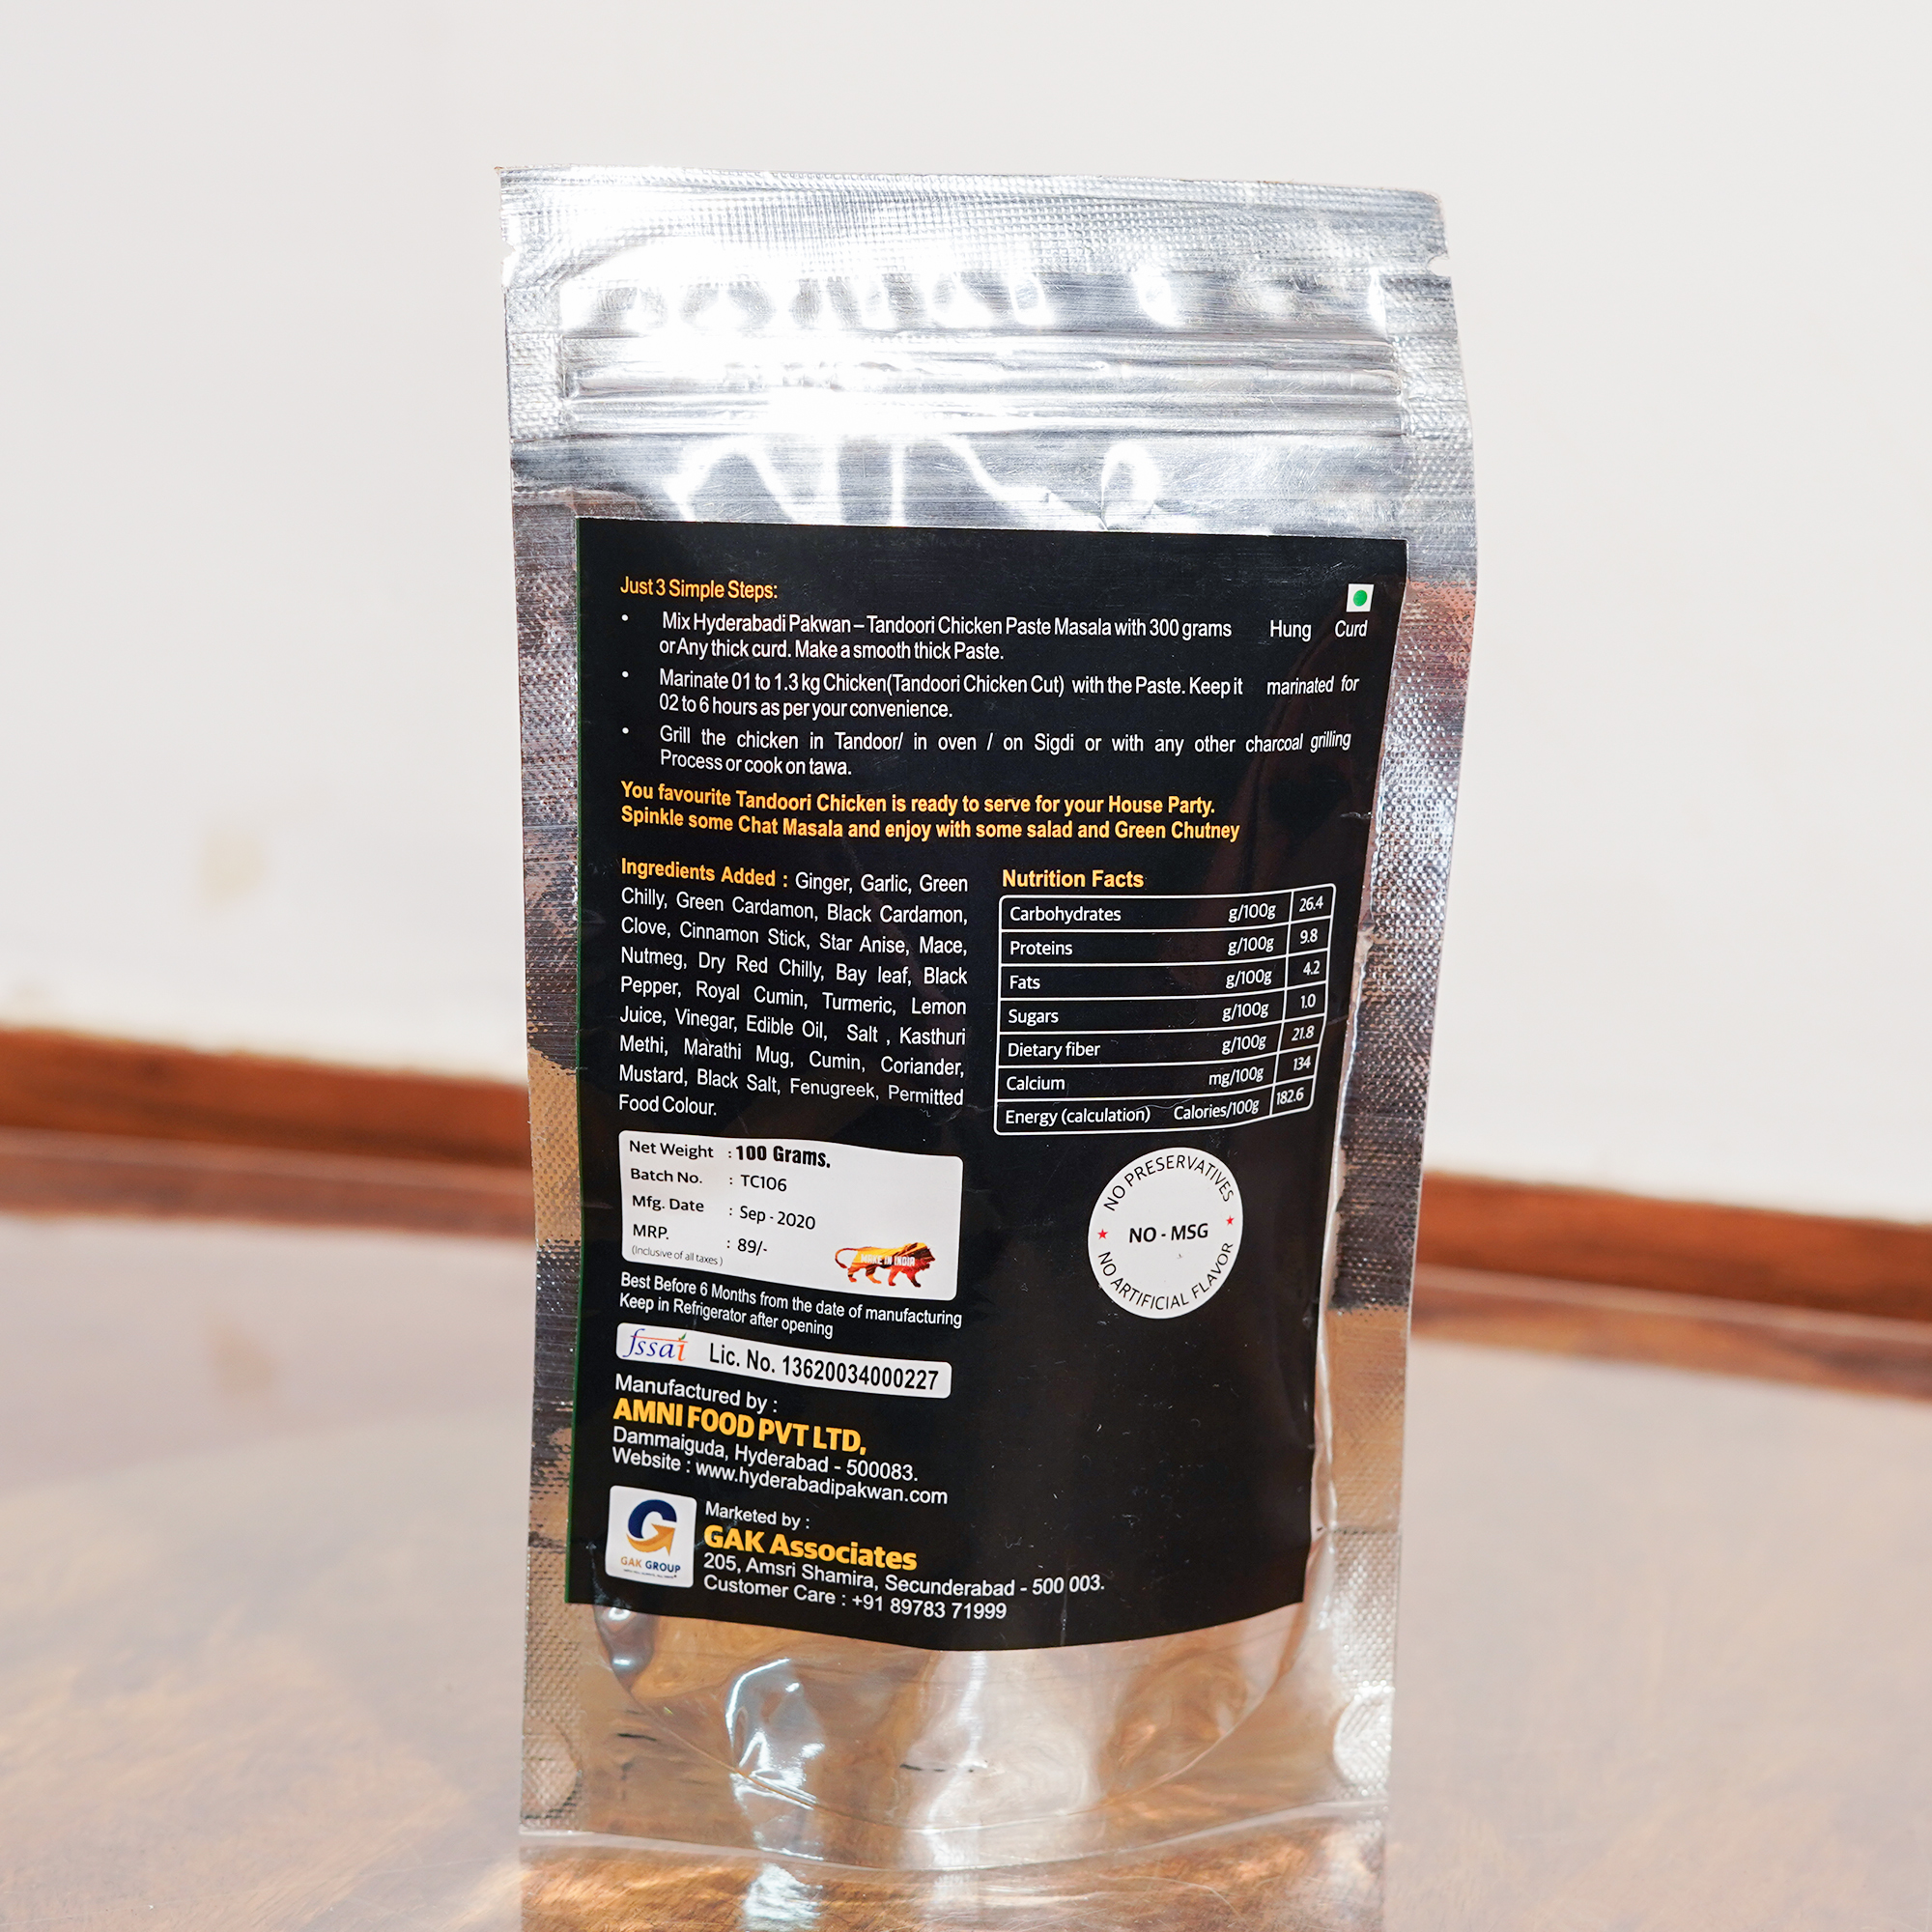 Just 3 Simple Steps:
• Mix Hyderabadi Pakwan – Tandoori Chicken Paste Masala with 300 grams Hung Curd
or Any thick curd. Make a smooth thick Paste.
• Marinate 01 to 1.3 kg Chicken(Tandoori Chicken Cut) with the Paste. Keep it marinated for
02 to 6 hours as per your convenience.
• Grill the chicken in Tandoor/ in oven / on Sigdi or with any other charcoal grilling
Process or cook on tawa.
You favourite Tandoori Chicken is ready to serve for your House Party.
Spinkle some Chat Masala and enjoy with some salad and Green Chutney
Ingredients Added : Ginger, Garlic, Green
Chilly, Green Cardamon, Black Cardamon,
Clove, Cinnamon Stick, Star Anise, Mace,
Nutmeg, Dry Red Chilly, Bay leaf, Black
Pepper, Royal Cumin, Turmeric, Lemon
Juice, Vinegar, Edible Oil, Salt , Kasthuri
Methi, Marathi Mug, Cumin, Coriander,
Mustard, Black Salt, Fenugreek, Permitted
Food Colour.
Nutrition Facts
Carbohydrates g/100g 26.4
Proteins g/100g 9.8
Fats g/100g 4.2
Sugars g/100g 1.0
Dietary fiber g/100g 21.8
Calcium mg/100g 134
Energy (calculation) Calories/100g 182.6
Net Weight : 100 Grams.
Batch No. : TC106
Mfg. Date : Sep - 2020
MRP. : 89/-
(Inclusive of all taxes )
MAKE IN INDIA
NO PRESERVATIVES
NO - MSG
NO ARTIFICIAL FLAVOR
Best Before 6 Months from the date of manufacturing
Keep in Refrigerator after opening
fssai Lic. No. 13620034000227
Manufactured by :
AMNI FOOD PVT LTD,
Dammaiguda, Hyderabad - 500083.
Website : www.hyderabadipakwan.com
GAK GROUP
Marketed by :
GAK Associates
205, Amsri Shamira, Secunderabad - 500 003.
Customer Care : +91 89783 71999